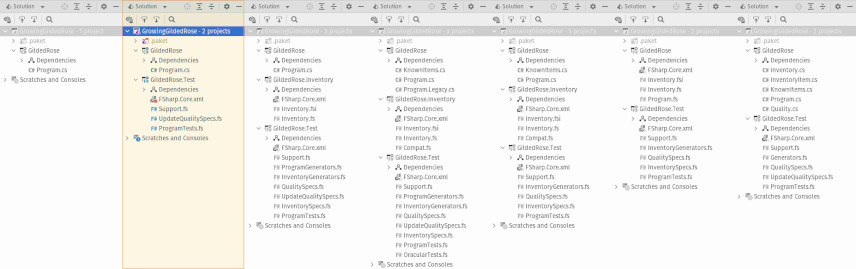 Solution
GrowingGildedRose · 1 project
paket
GildedRose
Dependencies
Program.cs
Scratches and Consoles
Solution
GrowingGildedRose · 2 projects
paket
GildedRose
Dependencies
Program.cs
GildedRose.Test
Dependencies
FSharp.Core.xml
Support.fs
UpdateQualitySpecs.fs
ProgramTests.fs
Scratches and Consoles
Solution
paket
GildedRose
Dependencies
KnownItems.cs
Program.cs
GildedRose.Inventory
Dependencies
FSharp.Core.xml
Inventory.fsi
Inventory.fs
GildedRose.Test
Dependencies
FSharp.Core.xml
Support.fs
ProgramGenerators.fs
InventoryGenerators.fs
QualitySpecs.fs
UpdateQualitySpecs.fs
InventorySpecs.fs
ProgramTests.fs
Scratches and Consoles
Solution
paket
GildedRose
Dependencies
KnownItems.cs
Program.cs
Program.Legacy.cs
GildedRose.Inventory
Dependencies
FSharp.Core.xml
Inventory.fsi
Inventory.fs
Compat.fs
GildedRose.Test
Dependencies
FSharp.Core.xml
Support.fs
ProgramGenerators.fs
InventoryGenerators.fs
QualitySpecs.fs
UpdateQualitySpecs.fs
InventorySpecs.fs
ProgramTests.fs
OracularTests.fs
Scratches and Consoles
Solution
paket
GildedRose
Dependencies
KnownItems.cs
Program.cs
GildedRose.Inventory
Dependencies
FSharp.Core.xml
Inventory.fsi
Inventory.fs
Compat.fs
GildedRose.Test
Dependencies
FSharp.Core.xml
Support.fs
InventoryGenerators.fs
QualitySpecs.fs
InventorySpecs.fs
ProgramTests.fs
Scratches and Consoles
Solution
paket
GildedRose
Dependencies
FSharp.Core.xml
Inventory.fsi
Inventory.fs
Program.fs
GildedRose.Test
Dependencies
FSharp.Core.xml
Support.fs
InventoryGenerators.fs
QualitySpecs.fs
InventorySpecs.fs
ProgramTests.fs
Scratches and Consoles
Solution
paket
GildedRose
Dependencies
Inventory.cs
InventoryItem.cs
KnownItems.cs
Program.cs
Quality.cs
GildedRose.Test
Dependencies
FSharp.Core.xml
Support.fs
Generators.fs
QualitySpecs.fs
UpdateQualitySpecs.fs
ProgramTests.fs
Scratches and Consoles